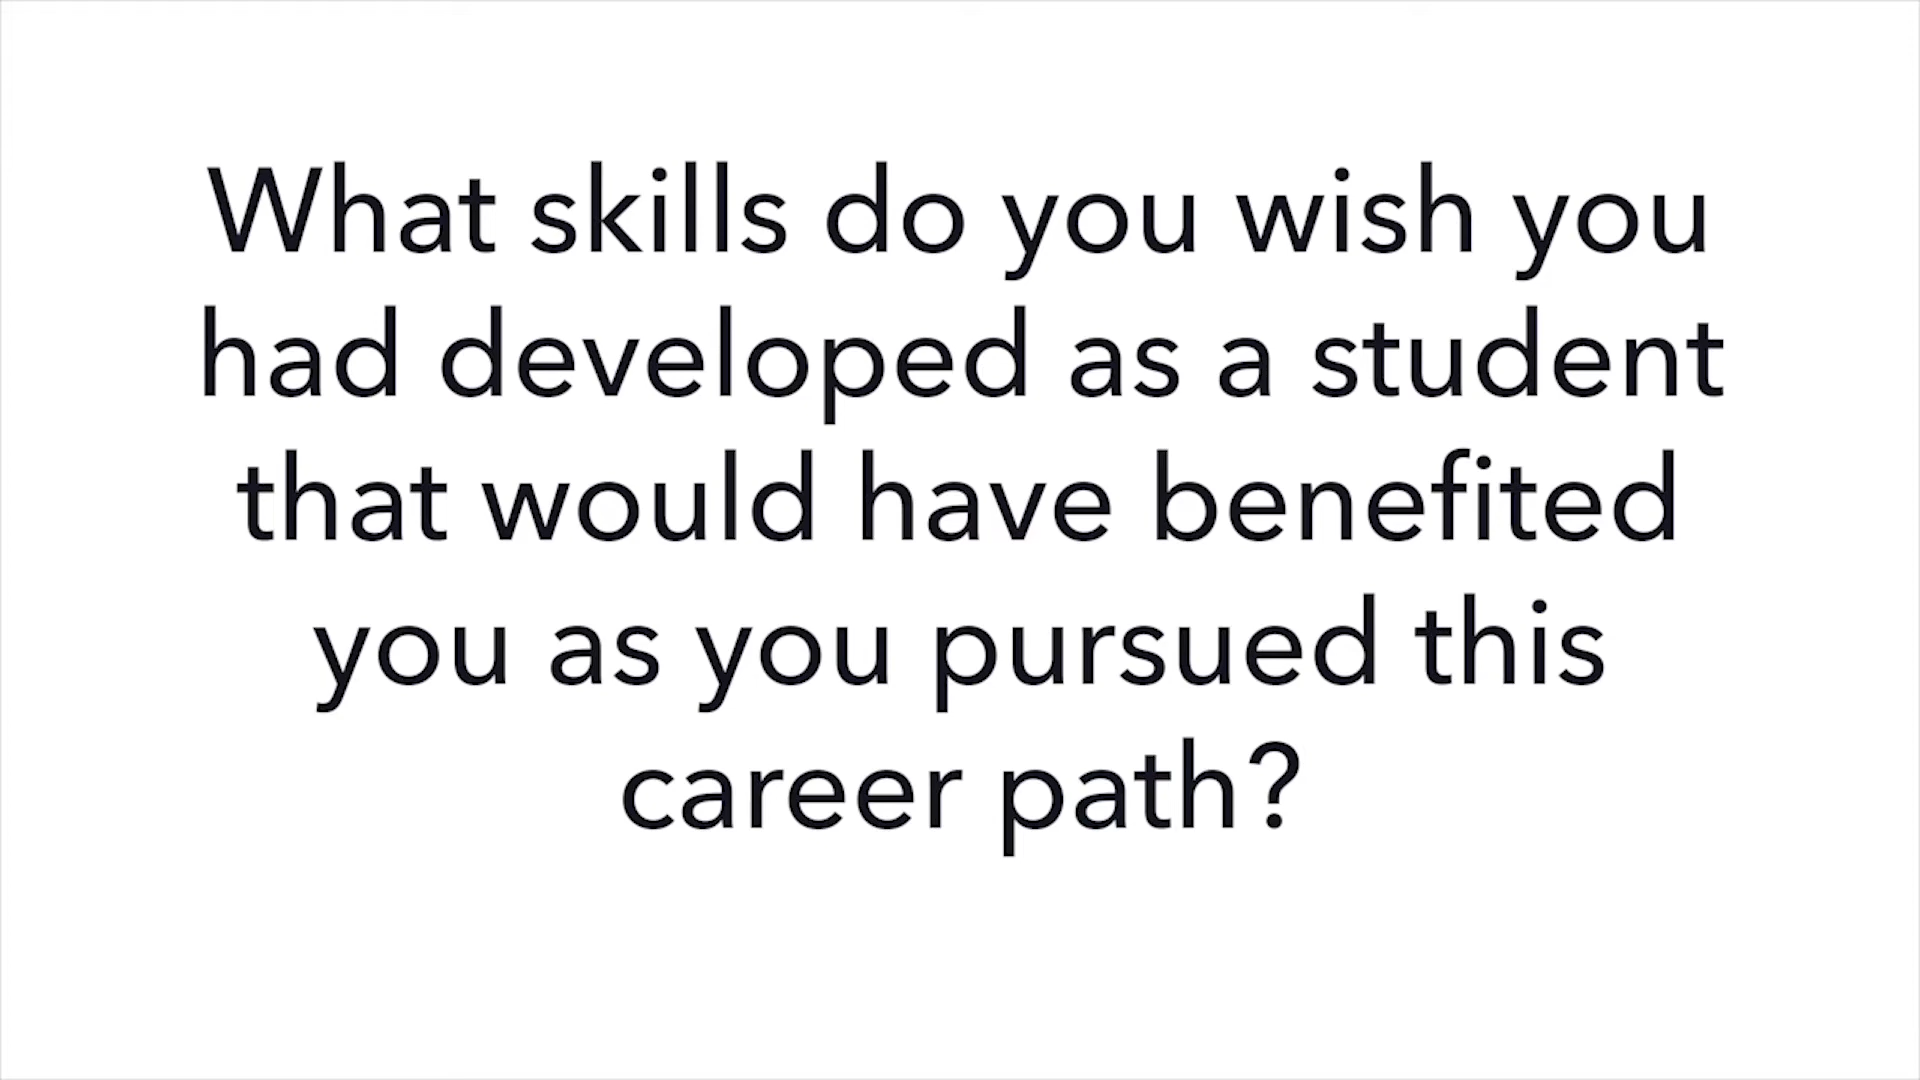 What skills do you wish you
had developed as a student
that would have benefited
you as you pursued this
career path?